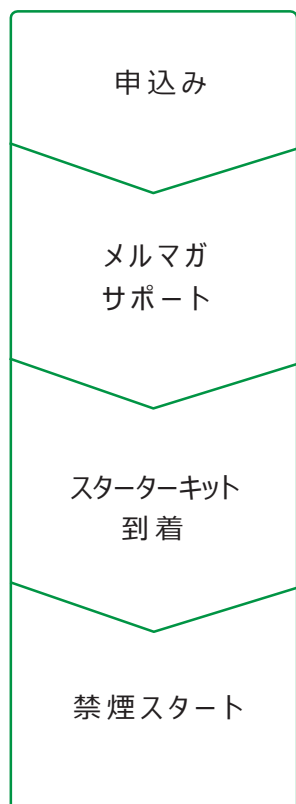 申込み
メルマガ
サポート
スターターキット
到着
禁煙スタート